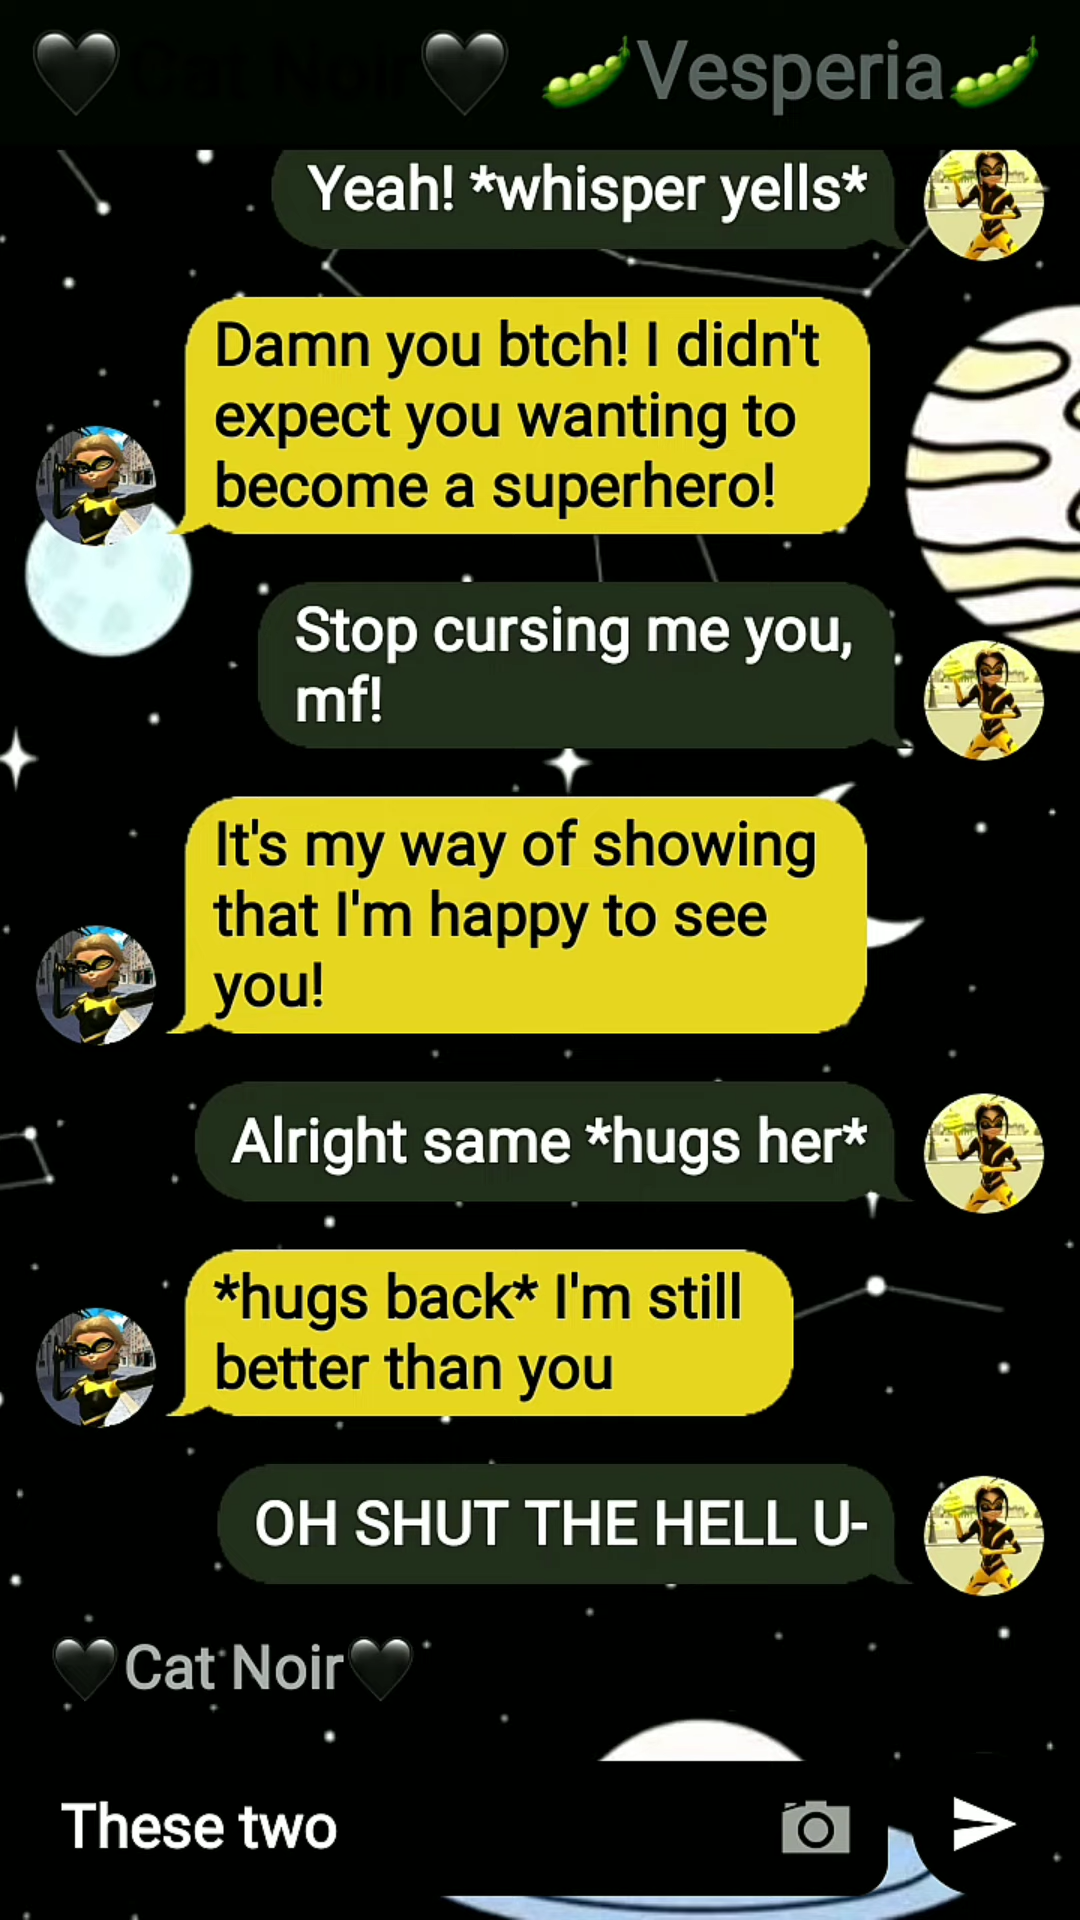 🖤Cat Noir🖤 🫛Vesperia🫛
Yeah! *whisper yells*
Damn you btch! I didn't
expect you wanting to
become a superhero!
Stop cursing me you,
mf!
It's my way of showing
that I'm happy to see
you!
Alright same *hugs her*
*hugs back* I'm still
better than you
OH SHUT THE HELL U-
🖤Cat Noir🖤
These two